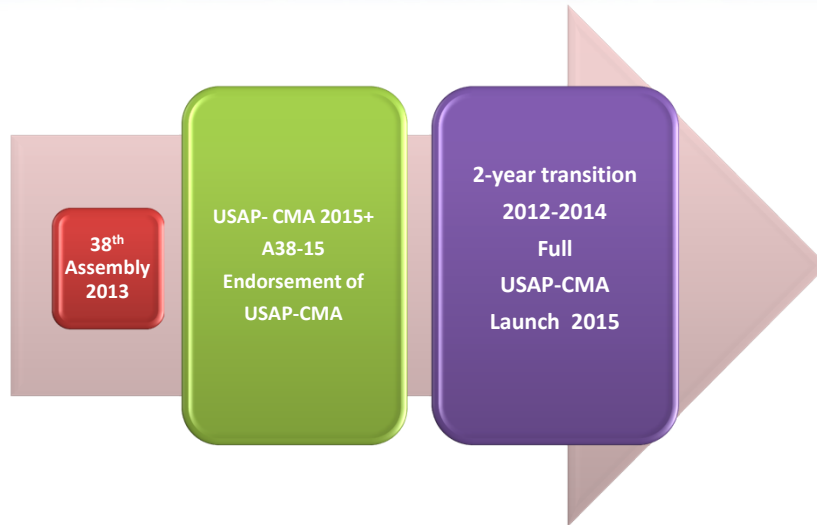 38th
Assembly
2013
USAP- CMA 2015+
A38-15
Endorsement of
USAP-CMA
2-year transition
2012-2014
Full
USAP-CMA
Launch 2015